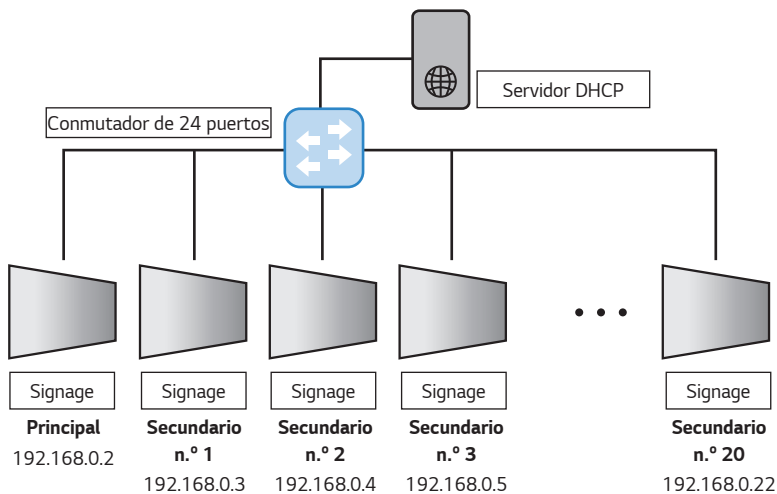 Servidor DHCP
Conmutador de 24 puertos
Signage
Principal
192.168.0.2
Signage
Secundario
n.º 1
192.168.0.3
Signage
Secundario
n.º 2
192.168.0.4
Signage
Secundario
n.º 3
192.168.0.5
Signage
Secundario
n.º 20
192.168.0.22